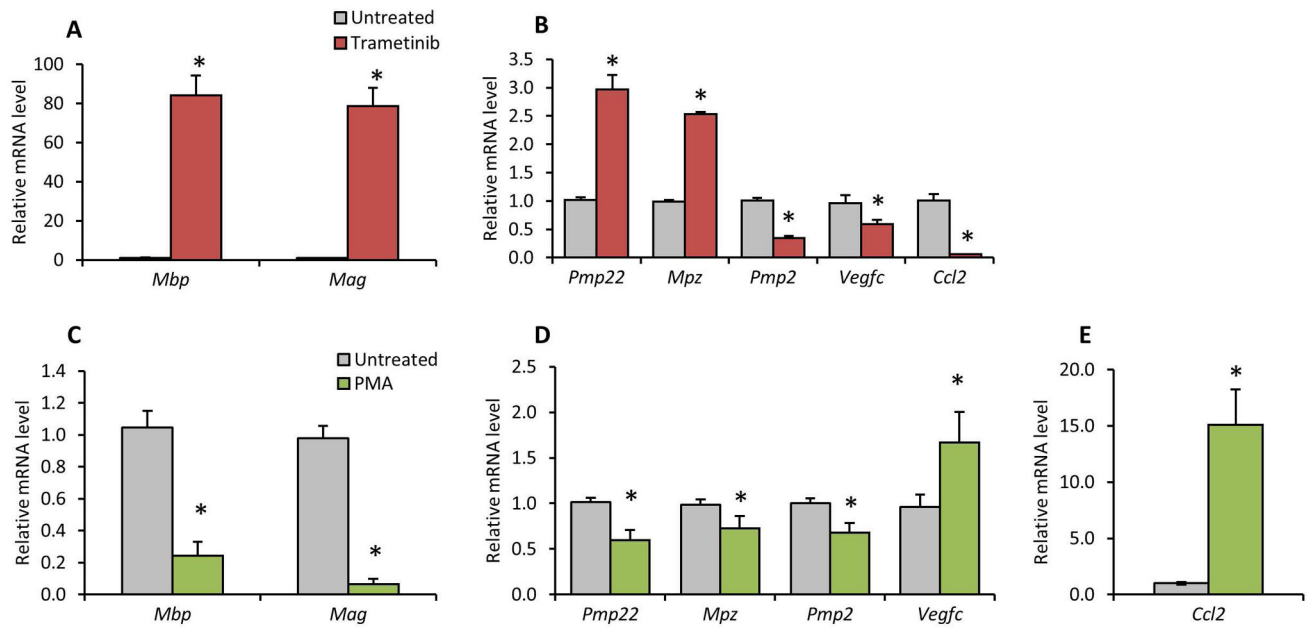 A
Untreated
Trametinib
Relative mRNA level
100
80
60
40
20
0
*
*
Mbp Mag
B
Relative mRNA level
3.5
3.0
2.5
2.0
1.5
1.0
0.5
0.0
*
*
*
*
*
Pmp22 Mpz Pmp2 Vegfc Ccl2
C
Untreated
PMA
Relative mRNA level
1.4
1.2
1.0
0.8
0.6
0.4
0.2
0.0
*
*
Mbp Mag
D
Relative mRNA level
2.5
2.0
1.5
1.0
0.5
0.0
*
*
*
*
Pmp22 Mpz Pmp2 Vegfc
E
Relative mRNA level
20.0
15.0
10.0
5.0
0.0
*
Ccl2